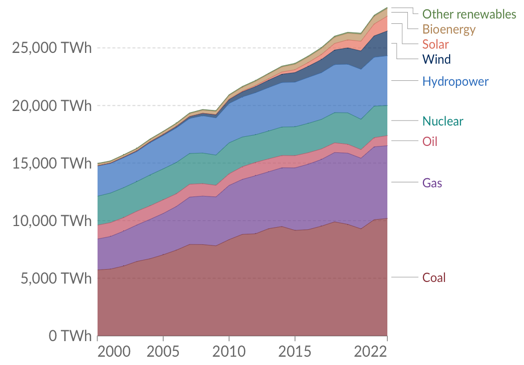 25,000 TWh
20,000 TWh
15,000 TWh
10,000 TWh
5,000 TWh
0 TWh
2000 2005 2010 2015 2022
Other renewables
Bioenergy
Solar
Wind
Hydropower
Nuclear
Oil
Gas
Coal